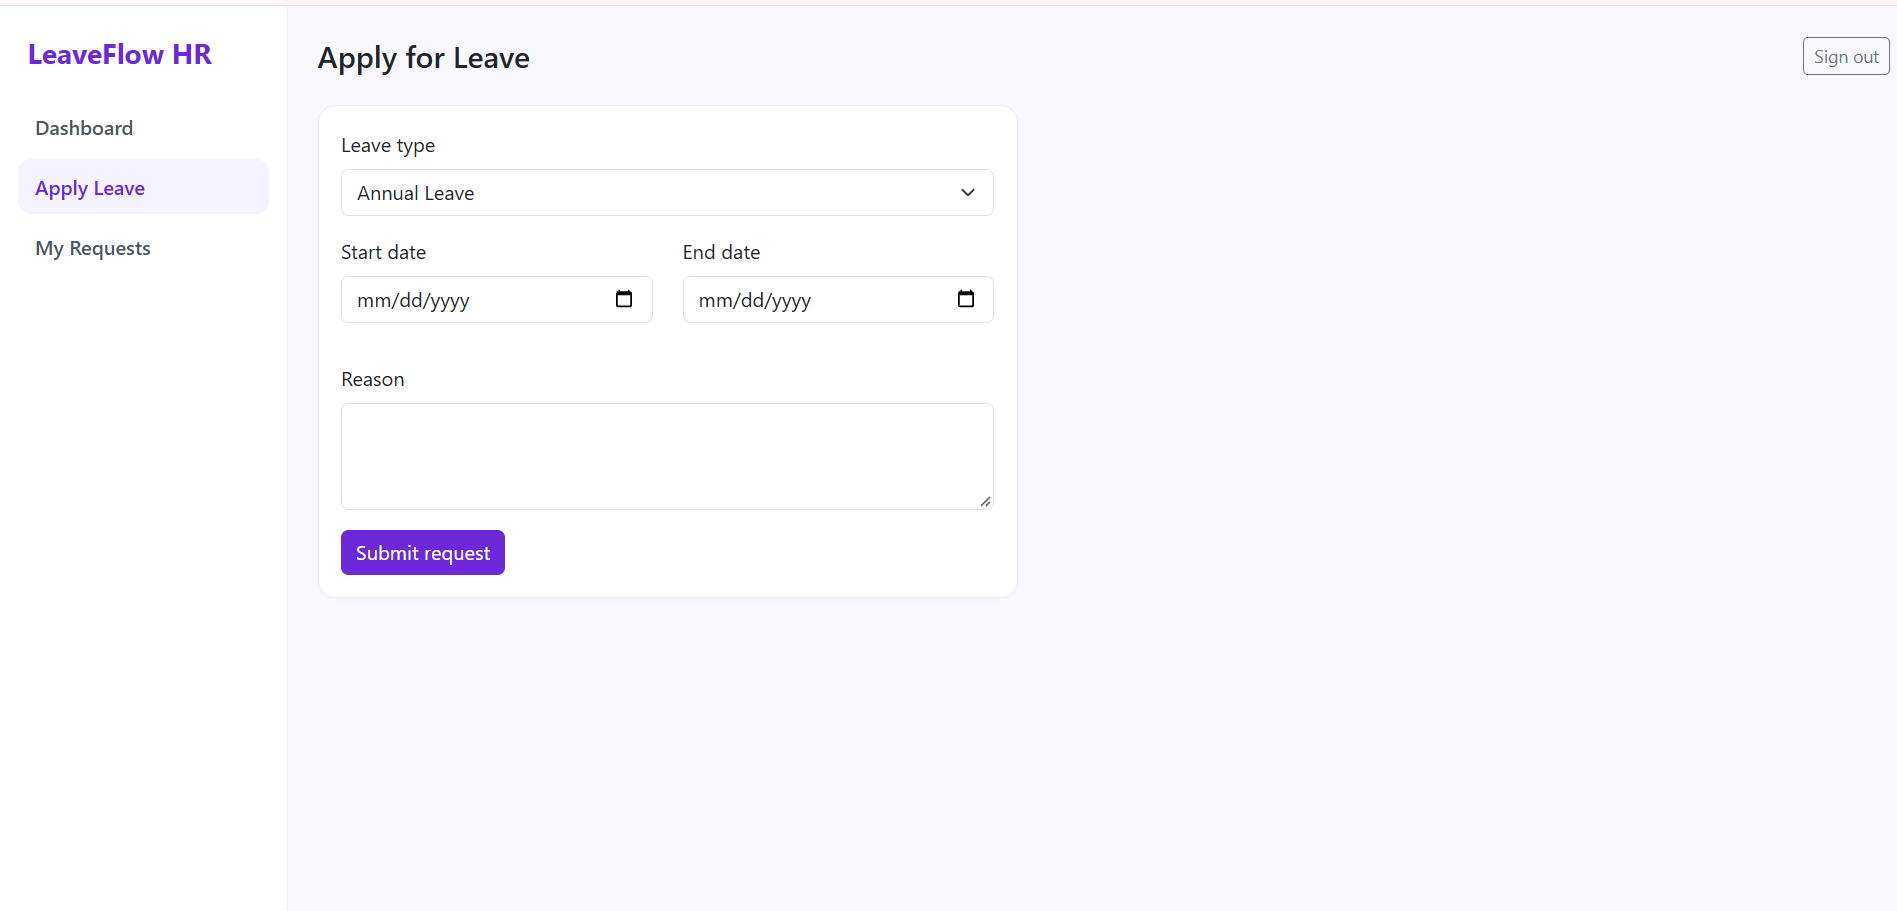 LeaveFlow HR
Dashboard
Apply Leave
My Requests
Apply for Leave
Sign out
Leave type
Annual Leave
Start date
End date
mm/dd/yyyy
mm/dd/yyyy
Reason
Submit request